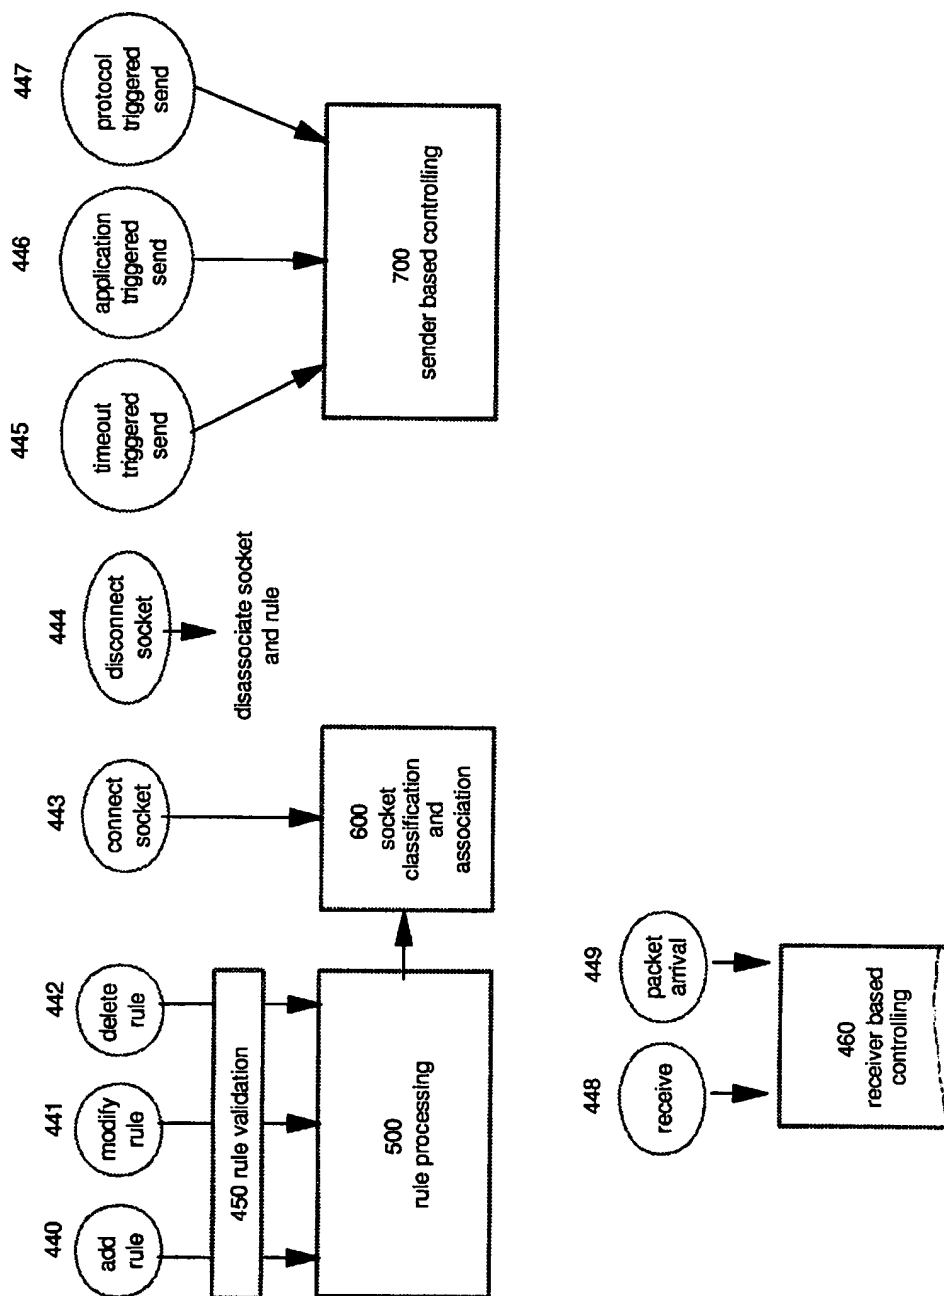 440
441
442
443
444
445
446
447
add
rule
modify
rule
delete
rule
connect
socket
disconnect
socket
timeout
triggered
send
application
triggered
send
protocol
triggered
send
450 rule validation
disassociate socket
and rule
500
rule processing
600
socket
classification
and
association
700
sender based controlling
448
449
receive
packet
arrival
460
receiver based
controlling